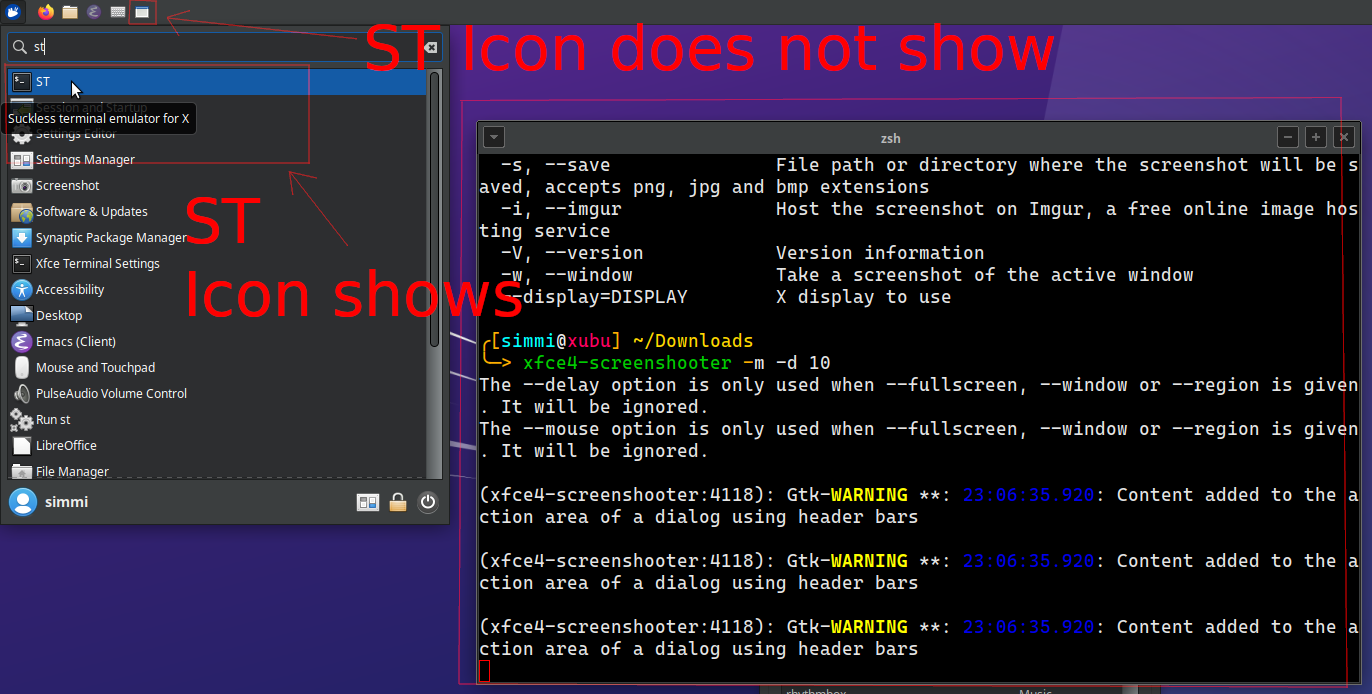 ST Icon does not show
st
ST
Session and Startup
Suckless terminal emulator for X
Settings Editor
Settings Manager
Screenshot
Software & Updates
Synaptic Package Manager
Xfce Terminal Settings
Accessibility
Desktop
Emacs (Client)
Mouse and Touchpad
PulseAudio Volume Control
Run st
LibreOffice
File Manager
simmi
ST
Icon shows
zsh
-s, --save File path or directory where the screenshot will be s
aved, accepts png, jpg and bmp extensions
-i, --imgur Host the screenshot on Imgur, a free online image hos
ting service
-V, --version Version information
-w, --window Take a screenshot of the active window
--display=DISPLAY X display to use
╭[simmi@xubu] ~/Downloads
╰─> xfce4-screenshooter -m -d 10
The --delay option is only used when --fullscreen, --window or --region is given
. It will be ignored.
The --mouse option is only used when --fullscreen, --window or --region is given
. It will be ignored.
(xfce4-screenshooter:4118): Gtk-WARNING **: 23:06:35.920: Content added to the a
ction area of a dialog using header bars
(xfce4-screenshooter:4118): Gtk-WARNING **: 23:06:35.920: Content added to the a
ction area of a dialog using header bars
(xfce4-screenshooter:4118): Gtk-WARNING **: 23:06:35.920: Content added to the a
ction area of a dialog using header bars
rhythmbox Music